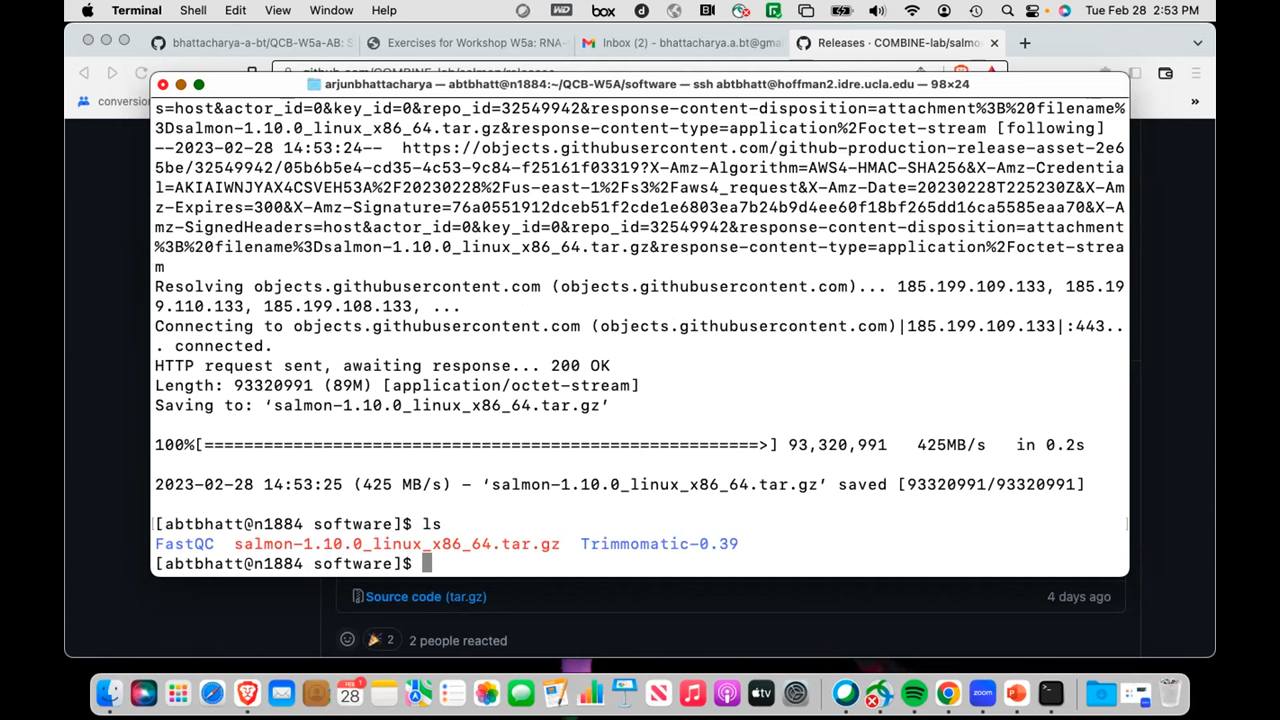 Terminal Shell Edit View Window Help Tue Feb 28 2:53 PM
bhattacharya-a-bt/QCB-W5a-AB: S Exercises for Workshop W5a: RNA- Inbox (2) - bhattacharya.a.bt@gma Releases · COMBINE-lab/salmo
arjunbhattacharya — abtbhatt@n1884:~/QCB-W5A/software — ssh abtbhatt@hoffman2.idre.ucla.edu — 98×24
conversion
s=host&actor_id=0&key_id=0&repo_id=32549942&response-content-disposition=attachment%3B%20filename%
3Dsalmon-1.10.0_linux_x86_64.tar.gz&response-content-type=application%2Foctet-stream [following]
--2023-02-28 14:53:24-- https://objects.githubusercontent.com/github-production-release-asset-2e6
5be/32549942/05b6b5e4-cd35-4c53-9c84-f25161f03319?X-Amz-Algorithm=AWS4-HMAC-SHA256&X-Amz-Credentia
l=AKIAIWNJYAX4CSVEH53A%2F20230228%2Fus-east-1%2Fs3%2Faws4_request&X-Amz-Date=20230228T225230Z&X-Am
z-Expires=300&X-Amz-Signature=76a0551912dceb51f2cde1e6803ea7b24b9d4ee60f18bf265dd16ca5585eaa70&X-A
mz-SignedHeaders=host&actor_id=0&key_id=0&repo_id=32549942&response-content-disposition=attachment
%3B%20filename%3Dsalmon-1.10.0_linux_x86_64.tar.gz&response-content-type=application%2Foctet-strea
m
Resolving objects.githubusercontent.com (objects.githubusercontent.com)... 185.199.109.133, 185.19
9.110.133, 185.199.108.133, ...
Connecting to objects.githubusercontent.com (objects.githubusercontent.com)|185.199.109.133|:443..
. connected.
HTTP request sent, awaiting response... 200 OK
Length: 93320991 (89M) [application/octet-stream]
Saving to: ‘salmon-1.10.0_linux_x86_64.tar.gz’
100%[========================================================>] 93,320,991 425MB/s in 0.2s
2023-02-28 14:53:25 (425 MB/s) - ‘salmon-1.10.0_linux_x86_64.tar.gz’ saved [93320991/93320991]
[abtbhatt@n1884 software]$ ls
FastQC salmon-1.10.0_linux_x86_64.tar.gz Trimmomatic-0.39
[abtbhatt@n1884 software]$
Source code (tar.gz) 4 days ago
2 2 people reacted